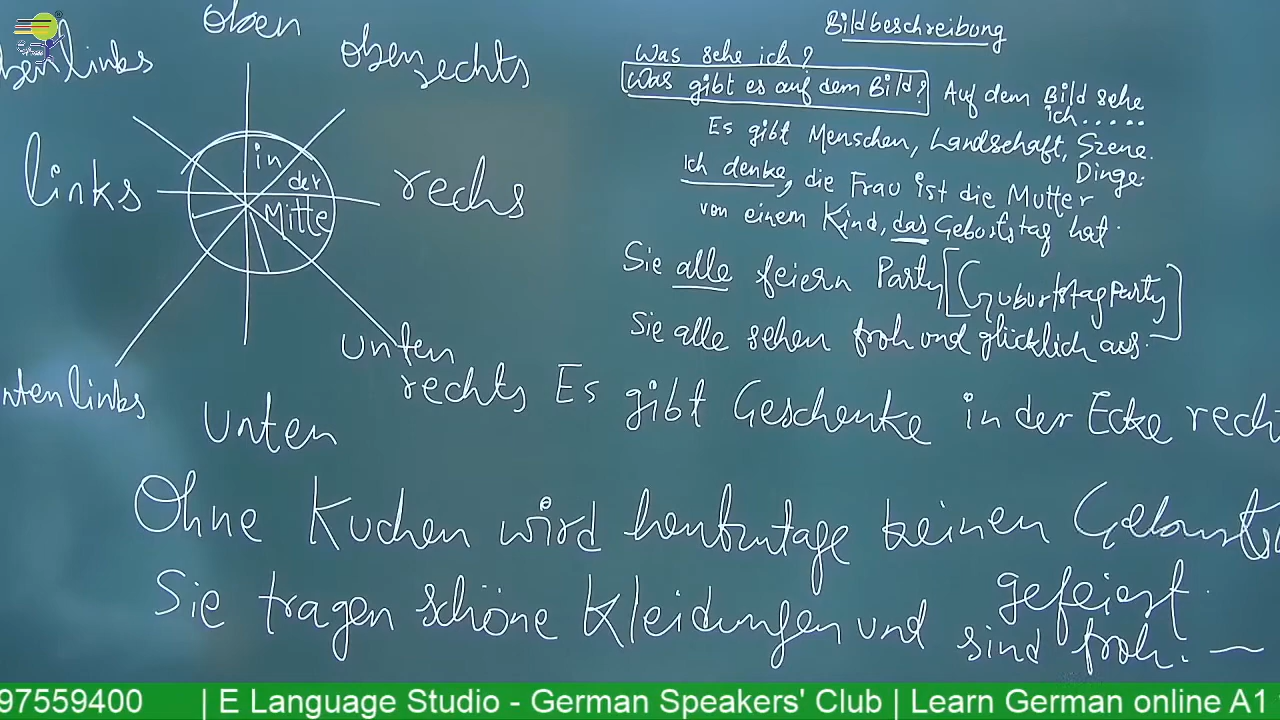 oben
oben links
oben rechts
links
in
der
Mitte
rechs
unten links
unten
unten
rechts
Bildbeschreibung
Was sehe ich?
Was gibt es auf dem Bild? Auf dem Bild sehe
ich.....
Es gibt Menschen, Landschaft, Szene.
Dinge.
Ich denke, die Frau ist die Mutter
von einem Kind, das Geburtstag hat.
Sie alle feiern Party [Guburtstagparty]
Sie alle sehen froh und glücklich aus.
Es gibt Geschenke in der Ecke rech
Ohne Kuchen wird heutzutage keinen Geburtst
gefeiert.
Sie tragen schöne Kleidungen und sind froh. —
97559400 | E Language Studio - German Speakers' Club | Learn German online A1